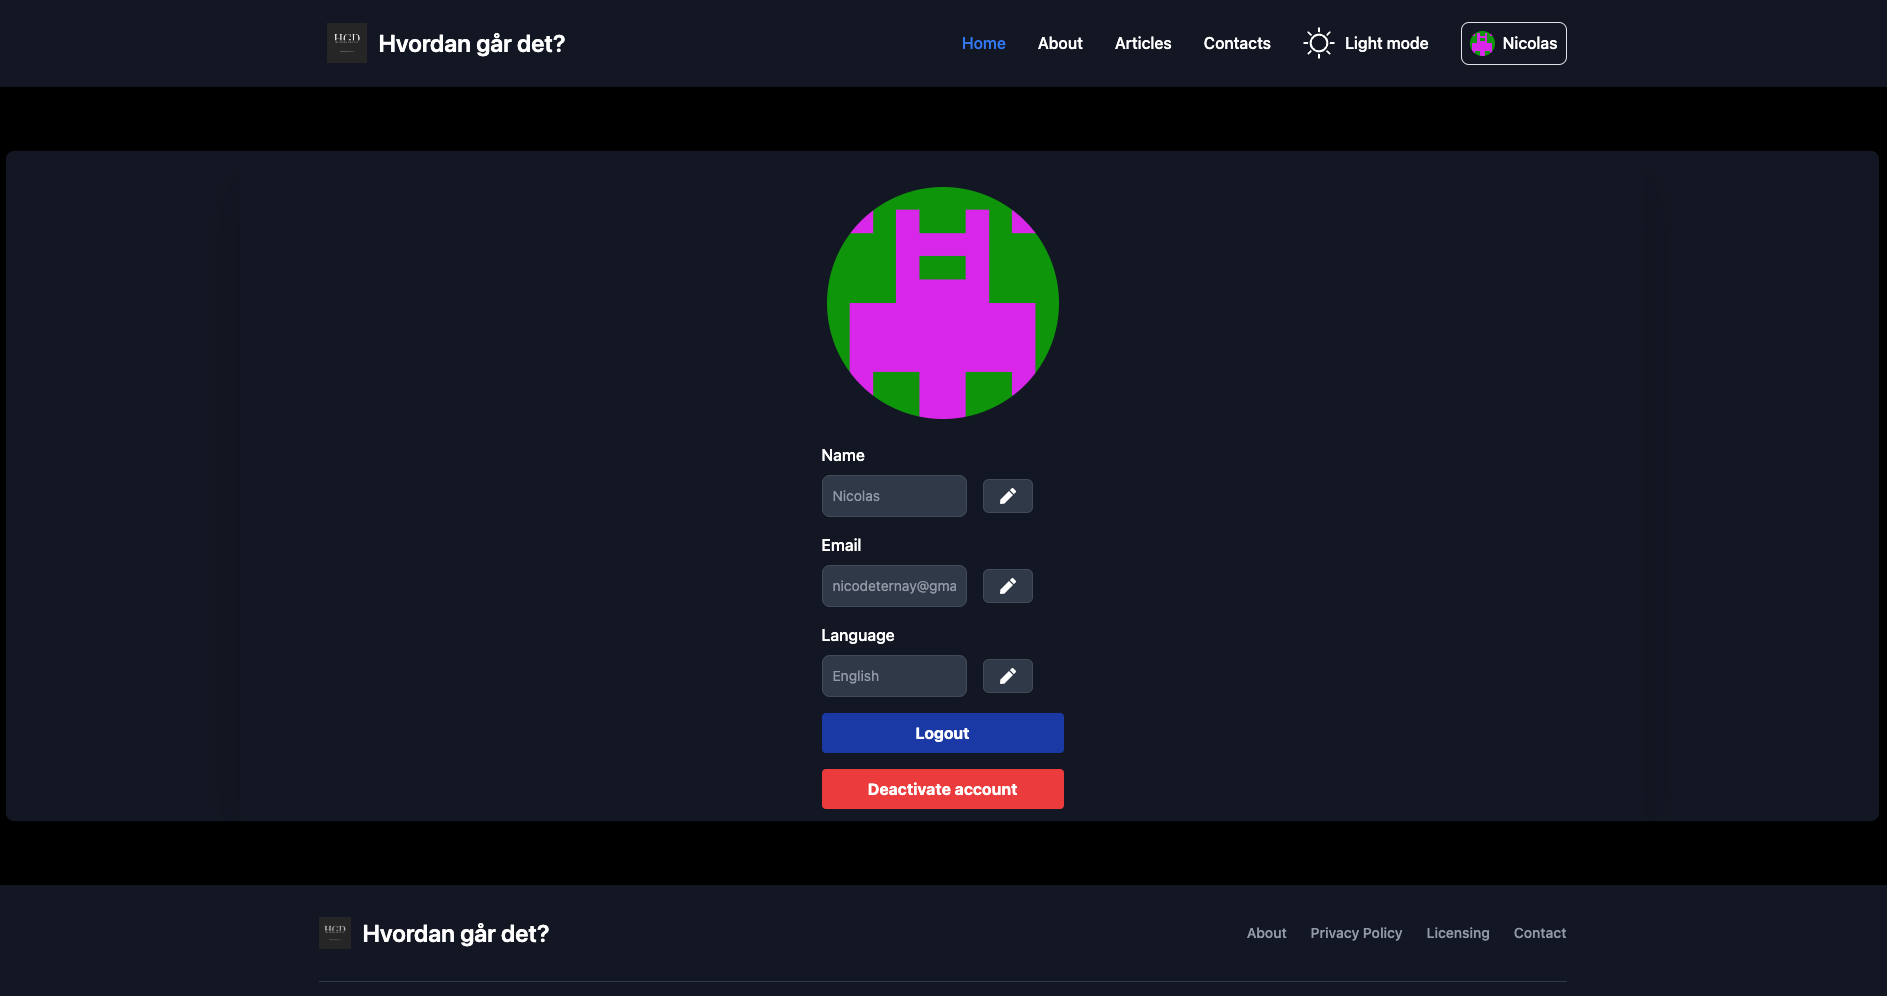 HGD
Hvordan går det?
Home
About
Articles
Contacts
Light mode
Nicolas
Name
Nicolas
Email
nicodeternay@gma
Language
English
Logout
Deactivate account
HGD
Hvordan går det?
About
Privacy Policy
Licensing
Contact